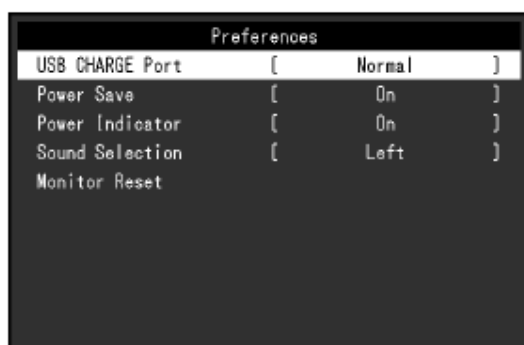 Preferences
USB CHARGE Port [ Normal ]
Power Save [ On ]
Power Indicator [ On ]
Sound Selection [ Left ]
Monitor Reset